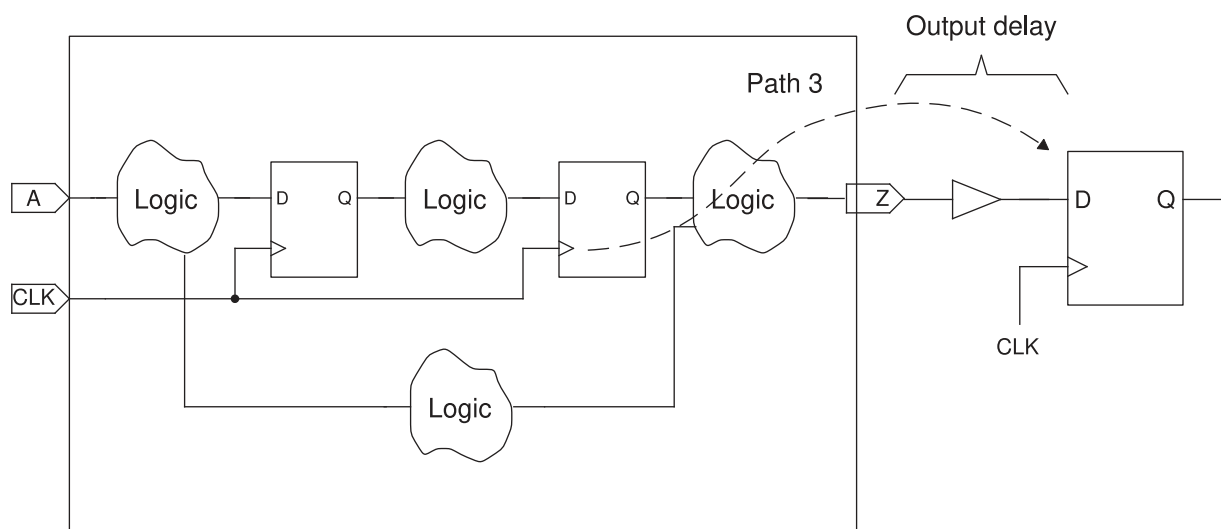 Output delay
Path 3
A
Logic
D
Q
Logic
D
Q
Logic
Z
D
Q
CLK
CLK
Logic